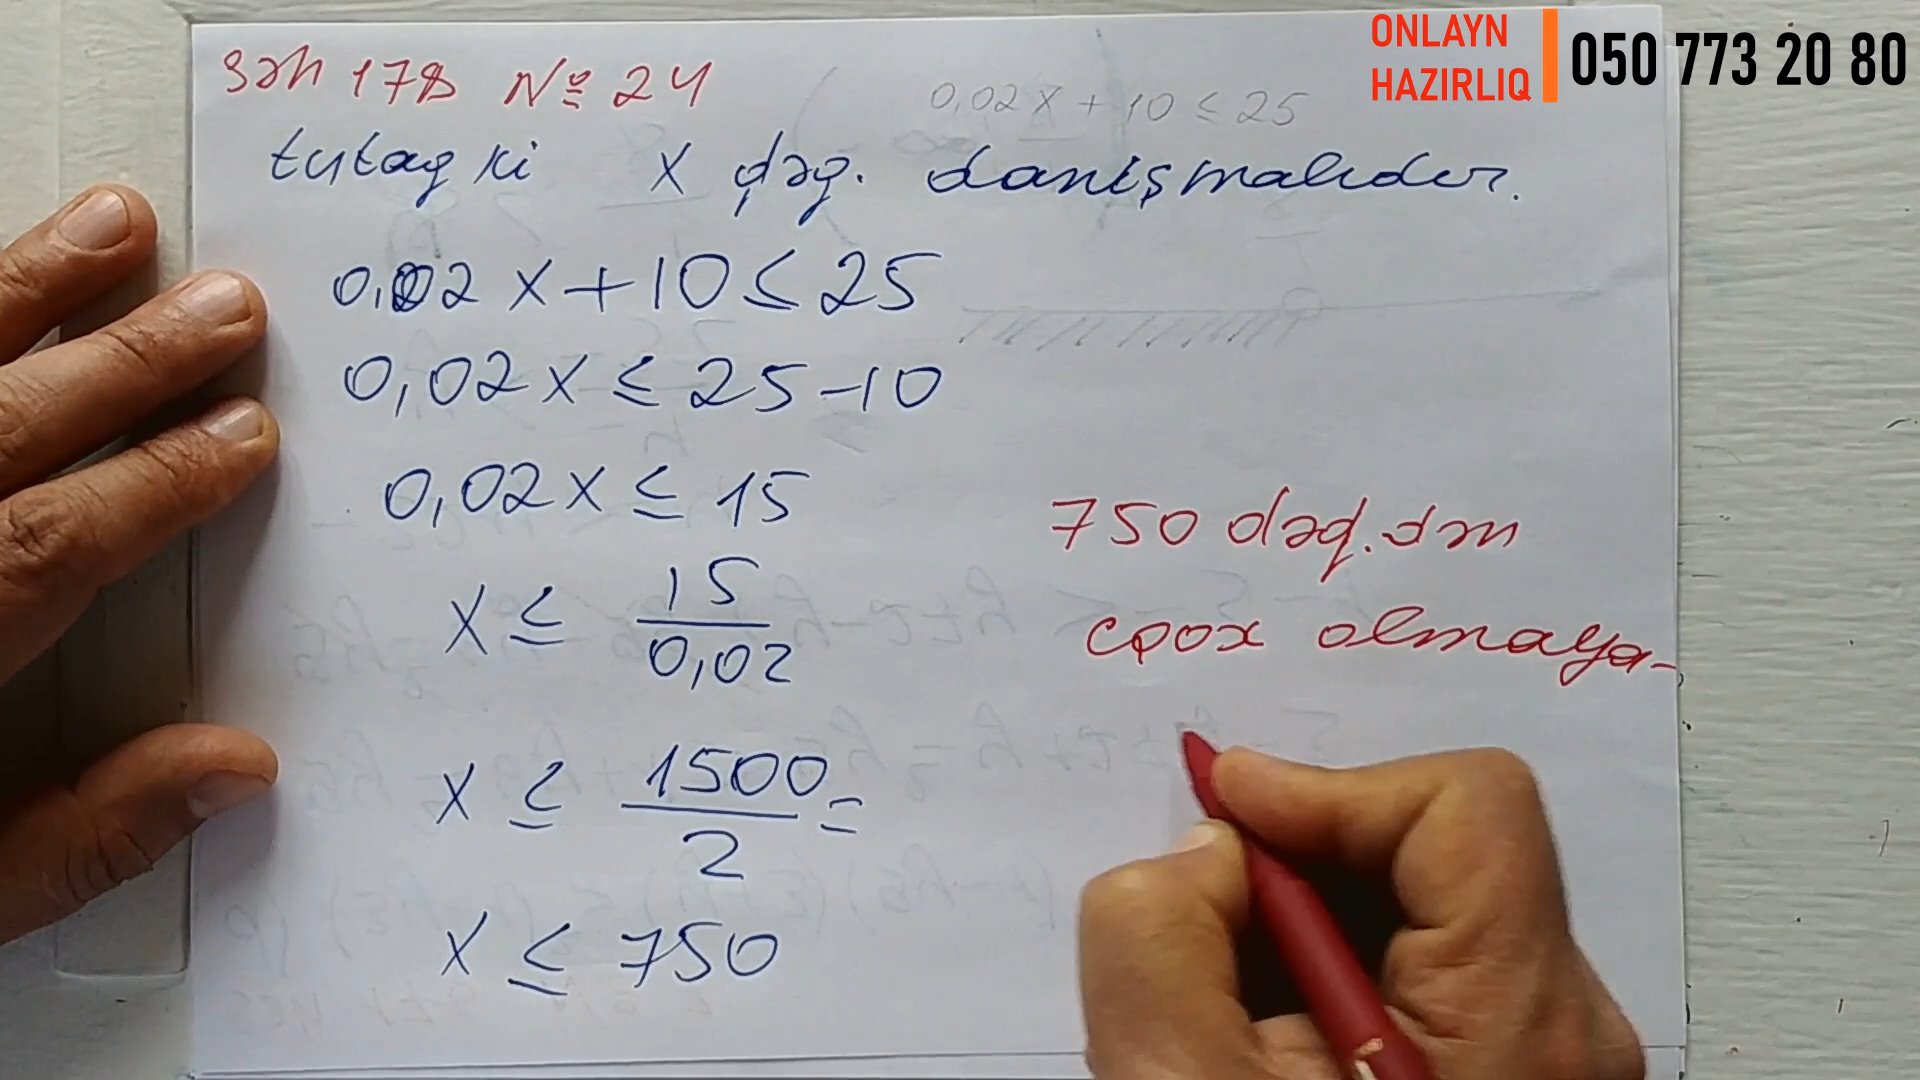 ONLAYN
HAZIRLIQ
050 773 20 80
Səh 178 № 24
0,02x + 10 ≤ 25
tutaq ki x dəq. danışmalıdır.
0,02 x + 10 ≤ 25
0,02 x ≤ 25 - 10
0,02 x ≤ 15
x ≤ 15/0,02
x ≤ 1500/2 =
x ≤ 750
750 dəq. dən
çox olmaya-